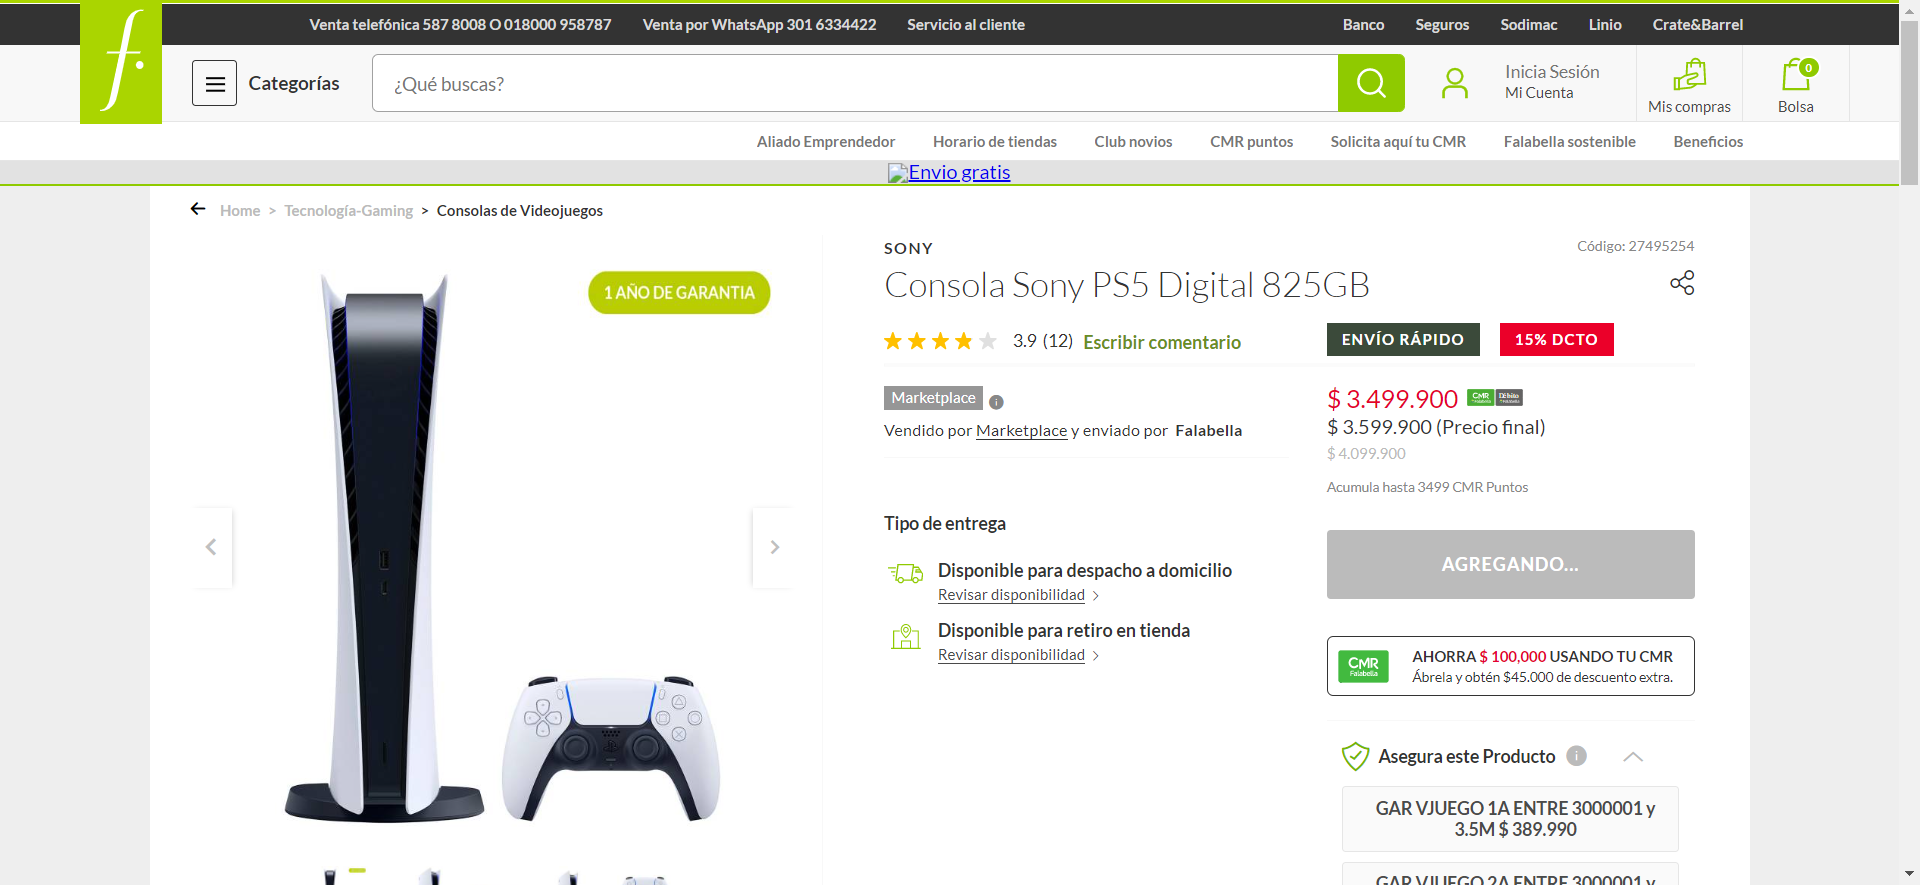 Venta telefónica 587 8008 O 018000 958787
Venta por WhatsApp 301 6334422
Servicio al cliente
Banco
Seguros
Sodimac
Linio
Crate&Barrel
f.
Categorías
¿Qué buscas?
Inicia Sesión
Mi Cuenta
Mis compras
0
Bolsa
Aliado Emprendedor
Horario de tiendas
Club novios
CMR puntos
Solicita aquí tu CMR
Falabella sostenible
Beneficios
Envio gratis
Home > Tecnología-Gaming > Consolas de Videojuegos
1 AÑO DE GARANTIA
SONY
Código: 27495254
Consola Sony PS5 Digital 825GB
3.9 (12) Escribir comentario
ENVÍO RÁPIDO
15% DCTO
Marketplace
Vendido por Marketplace y enviado por Falabella
$ 3.499.900
CMR
Débito
$ 3.599.900 (Precio final)
$ 4.099.900
Acumula hasta 3499 CMR Puntos
Tipo de entrega
Disponible para despacho a domicilio
Revisar disponibilidad
Disponible para retiro en tienda
Revisar disponibilidad
AGREGANDO...
CMR
Falabella
AHORRA $ 100,000 USANDO TU CMR
Ábrela y obtén $45.000 de descuento extra.
Asegura este Producto
GAR VJUEGO 1A ENTRE 3000001 y
3.5M $ 389.990
GAR VJUEGO 2A ENTRE 3000001 y